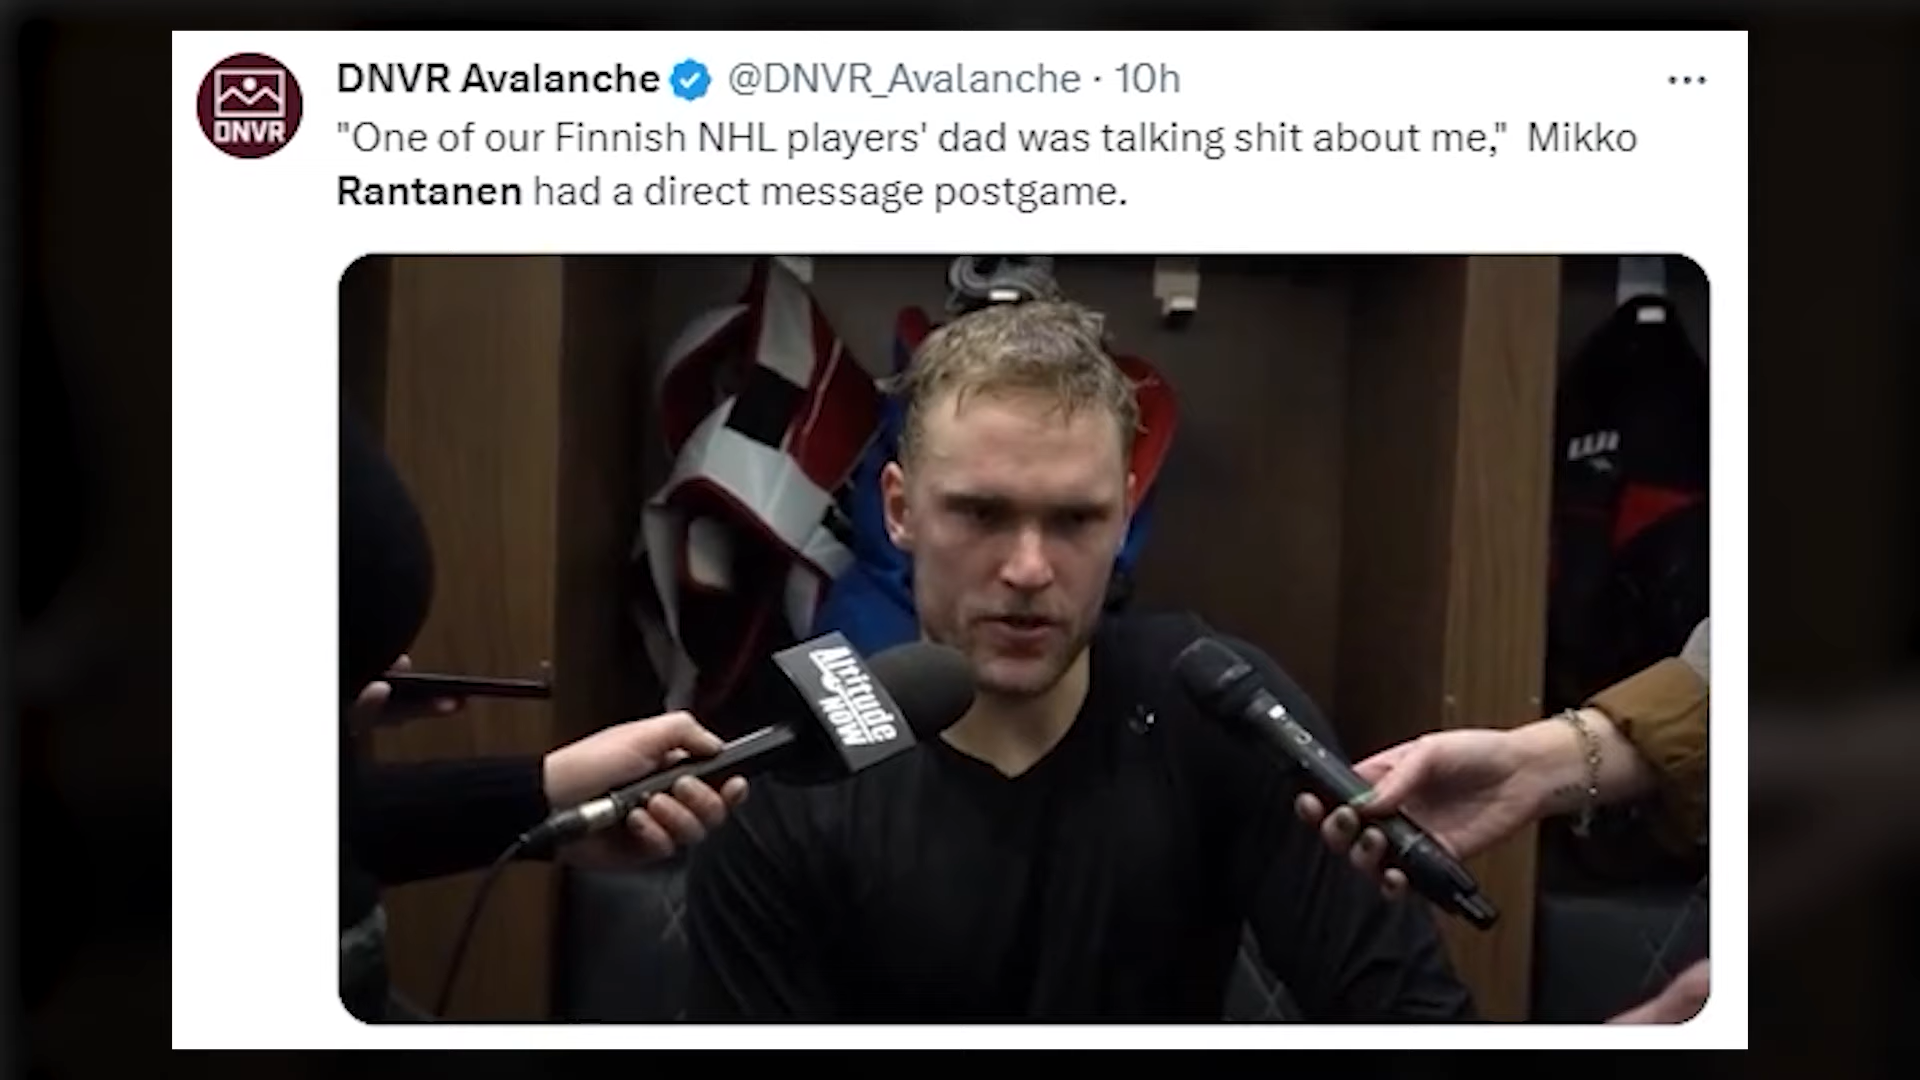 DNVR Avalanche @DNVR_Avalanche · 10h
"One of our Finnish NHL players' dad was talking shit about me," Mikko
Rantanen had a direct message postgame.
DNVR
Altitude
NOW